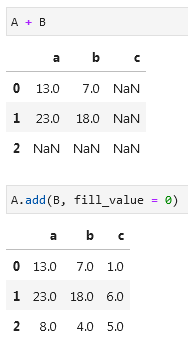 A + B
a b c
0 13.0 7.0 NaN
1 23.0 18.0 NaN
2 NaN NaN NaN
A.add(B, fill_value = 0)
a b c
0 13.0 7.0 1.0
1 23.0 18.0 6.0
2 8.0 4.0 5.0